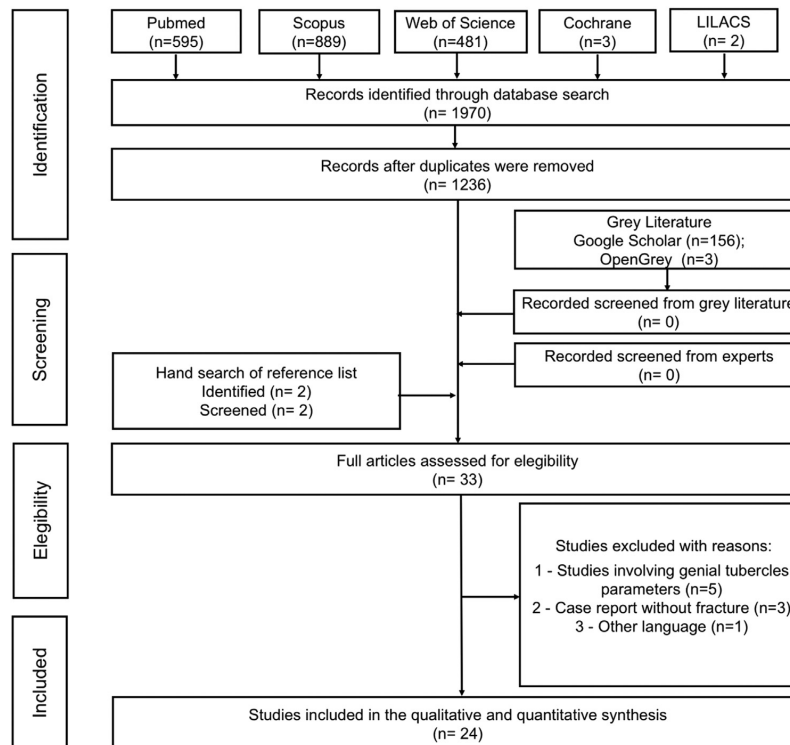 Pubmed
(n=595)
Scopus
(n=889)
Web of Science
(n=481)
Cochrane
(n=3)
LILACS
(n= 2)
Identification
Records identified through database search
(n= 1970)
Records after duplicates were removed
(n= 1236)
Grey Literature
Google Scholar (n=156);
OpenGrey (n=3)
Screening
Recorded screened from grey literature
(n= 0)
Recorded screened from experts
(n= 0)
Hand search of reference list
Identified (n= 2)
Screened (n= 2)
Elegibility
Full articles assessed for elegibility
(n= 33)
Studies excluded with reasons:
1 - Studies involving genial tubercles
parameters (n=5)
2 - Case report without fracture (n=3)
3 - Other language (n=1)
Included
Studies included in the qualitative and quantitative synthesis
(n= 24)